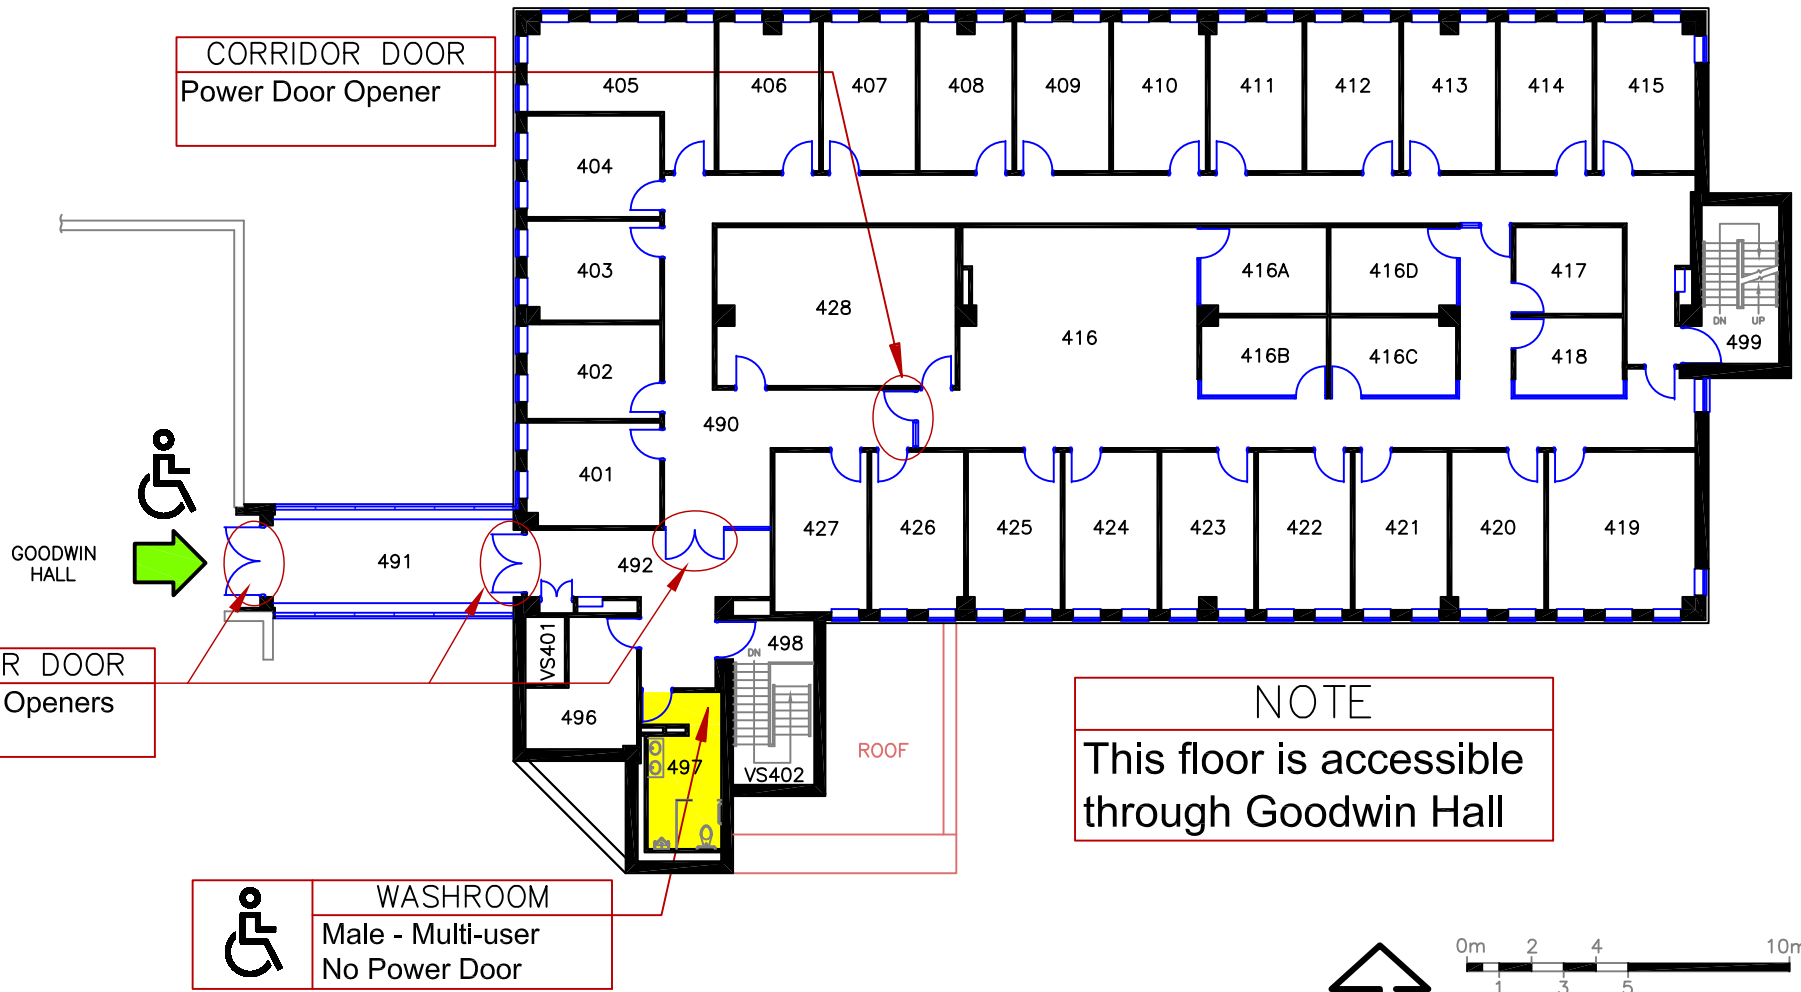 CORRIDOR DOOR
Power Door Opener
405
406
407
408
409
410
411
412
413
414
415
404
403
402
401
428
416
416A
416D
416B
416C
417
418
DN
UP
499
490
GOODWIN
HALL
491
492
427
426
425
424
423
422
421
420
419
R DOOR
Openers
VS401
496
497
DN
498
VS402
ROOF
NOTE
This floor is accessible
through Goodwin Hall
WASHROOM
Male - Multi-user
No Power Door
0m 2 4 10m
1 3 5